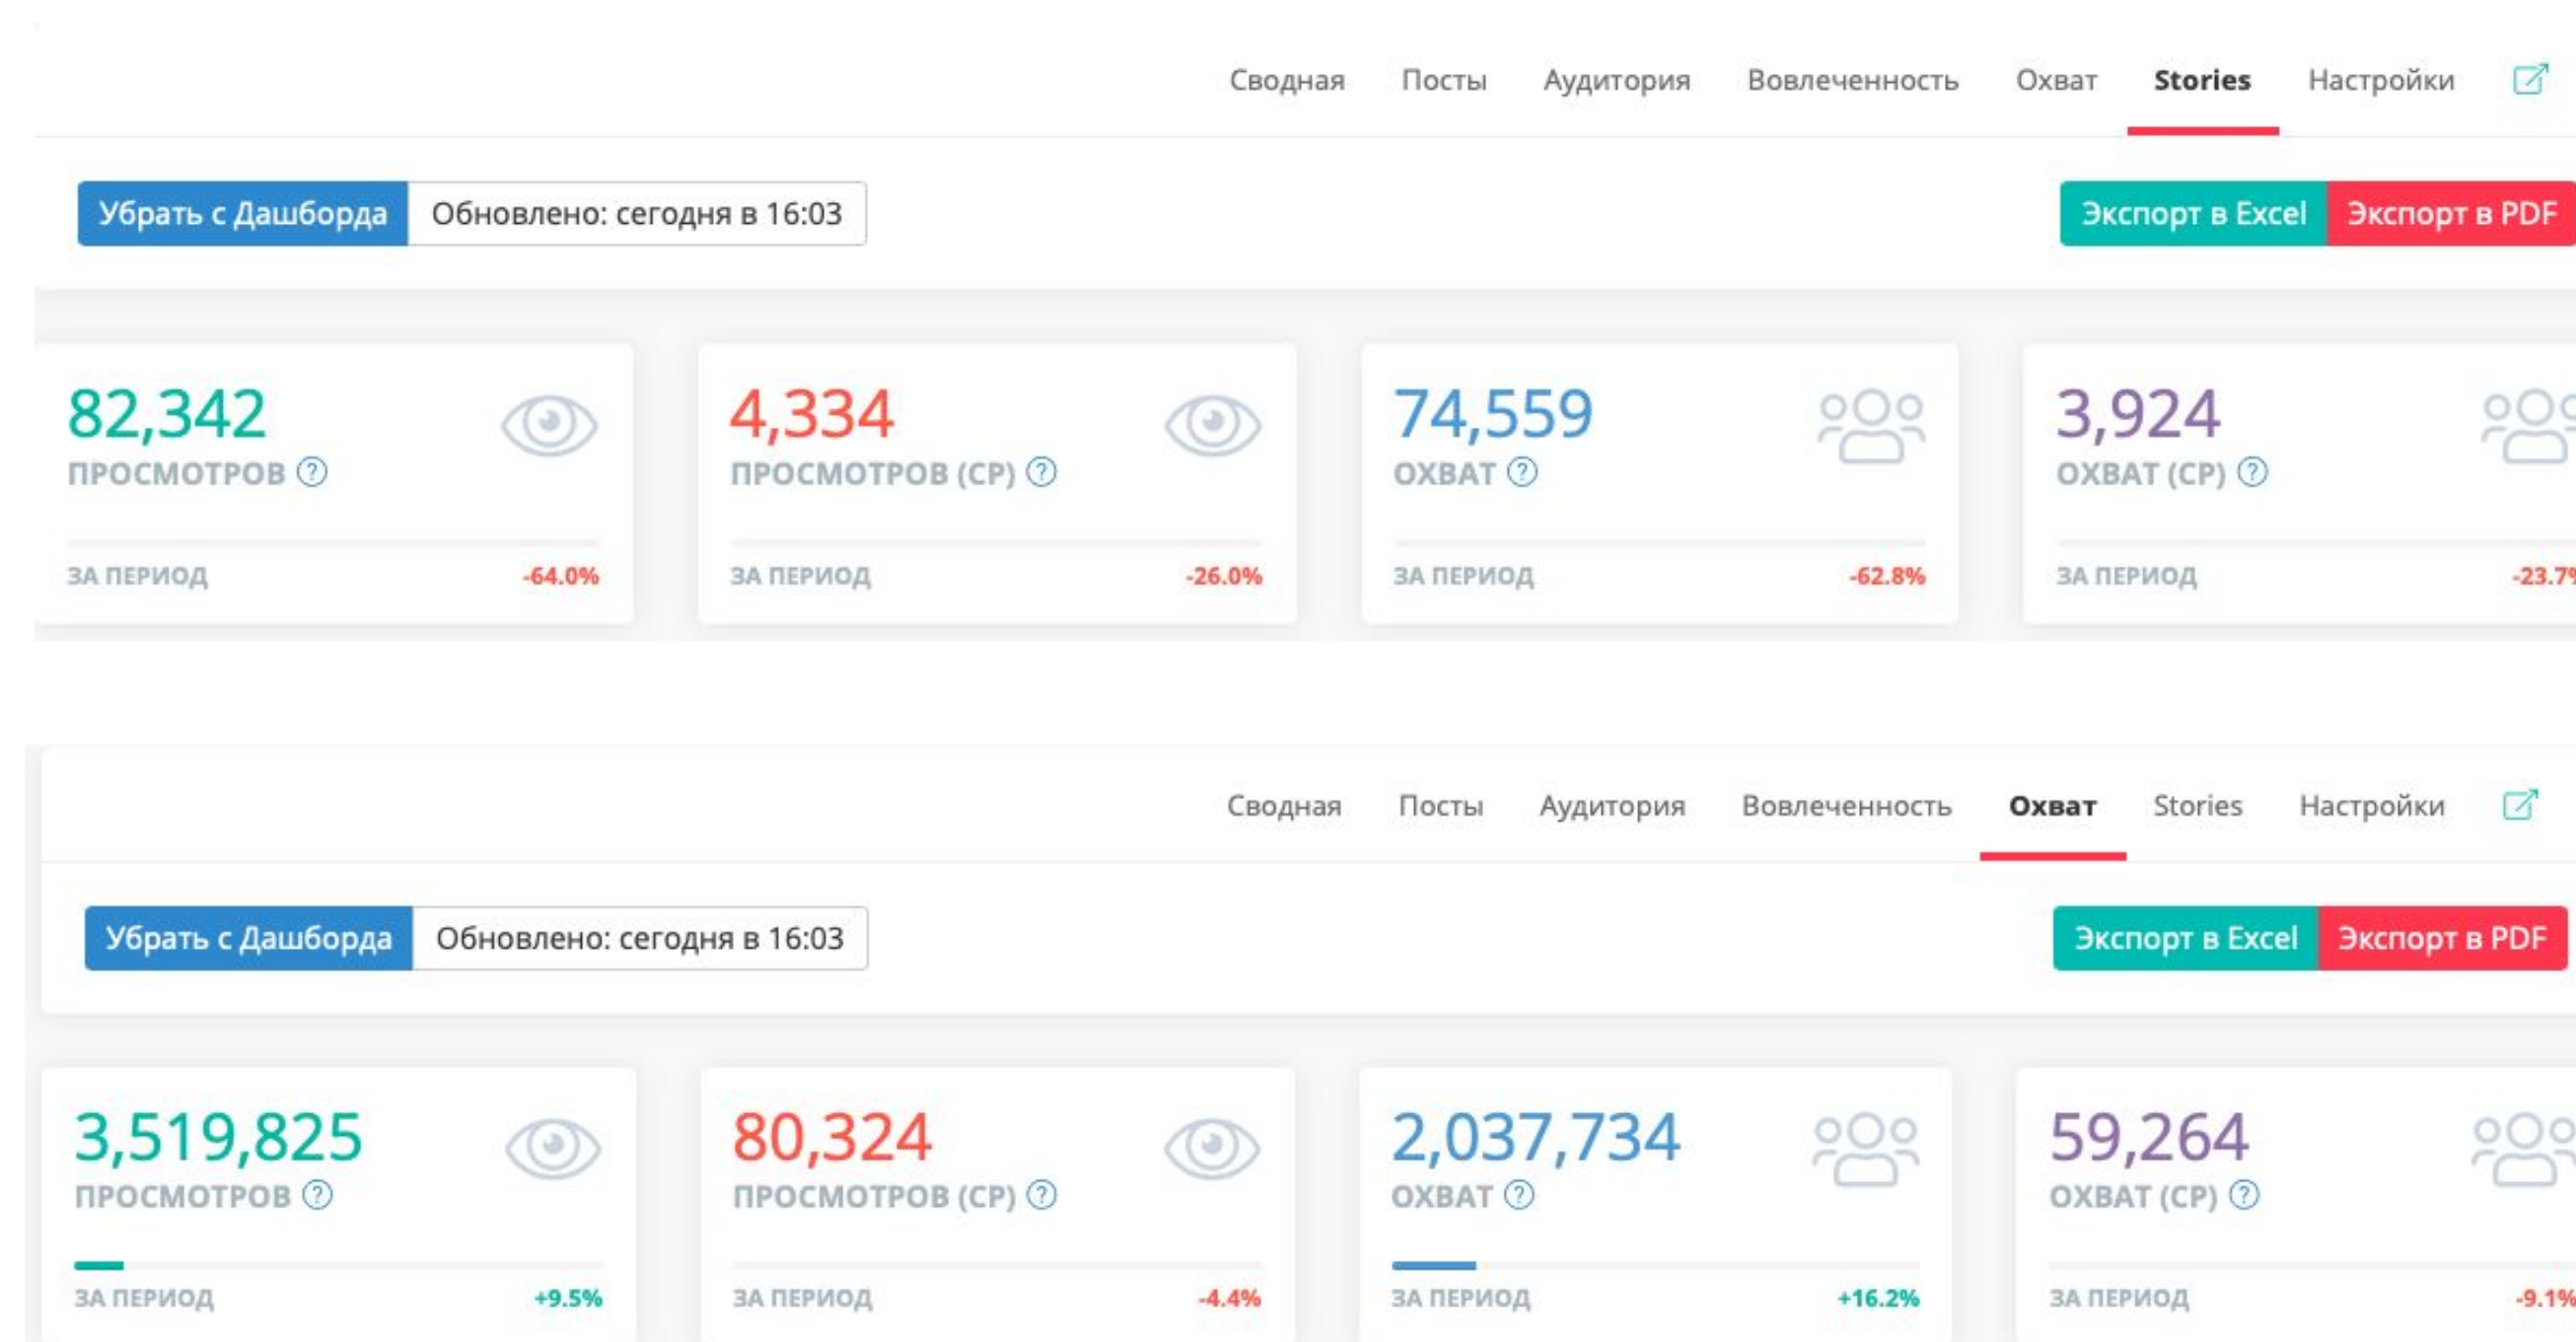 Сводная Посты Аудитория Вовлеченность Охват Stories Настройки
Убрать с Дашборда Обновлено: сегодня в 16:03 Экспорт в Excel Экспорт в PDF
82,342 4,334 74,559 3,924
ПРОСМОТРОВ ? ПРОСМОТРОВ (СР) ? ОХВАТ ? ОХВАТ (СР) ?
ЗА ПЕРИОД -64.0% ЗА ПЕРИОД -26.0% ЗА ПЕРИОД -62.8% ЗА ПЕРИОД -23.7%
Сводная Посты Аудитория Вовлеченность Охват Stories Настройки
Убрать с Дашборда Обновлено: сегодня в 16:03 Экспорт в Excel Экспорт в PDF
3,519,825 80,324 2,037,734 59,264
ПРОСМОТРОВ ? ПРОСМОТРОВ (СР) ? ОХВАТ ? ОХВАТ (СР) ?
ЗА ПЕРИОД +9.5% ЗА ПЕРИОД -4.4% ЗА ПЕРИОД +16.2% ЗА ПЕРИОД -9.1%